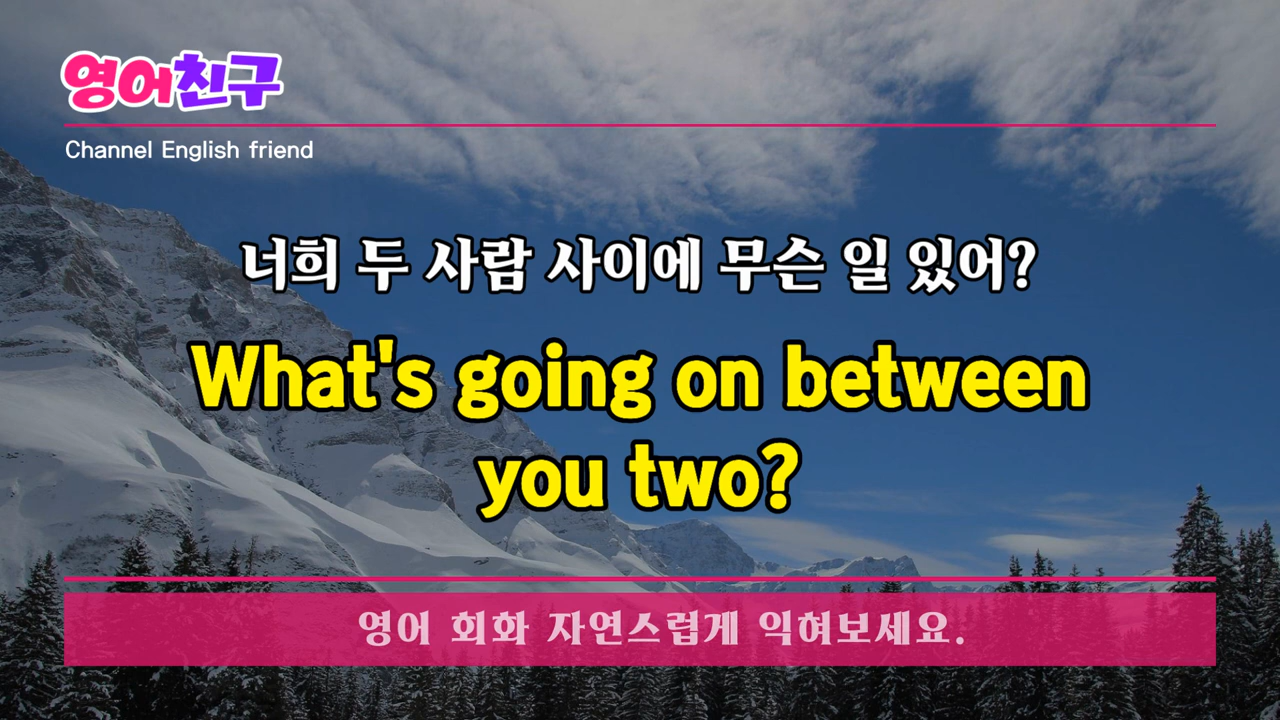 영어친구
Channel English friend
너희 두 사람 사이에 무슨 일 있어?
What's going on between
you two?
영어 회화 자연스럽게 익혀보세요.